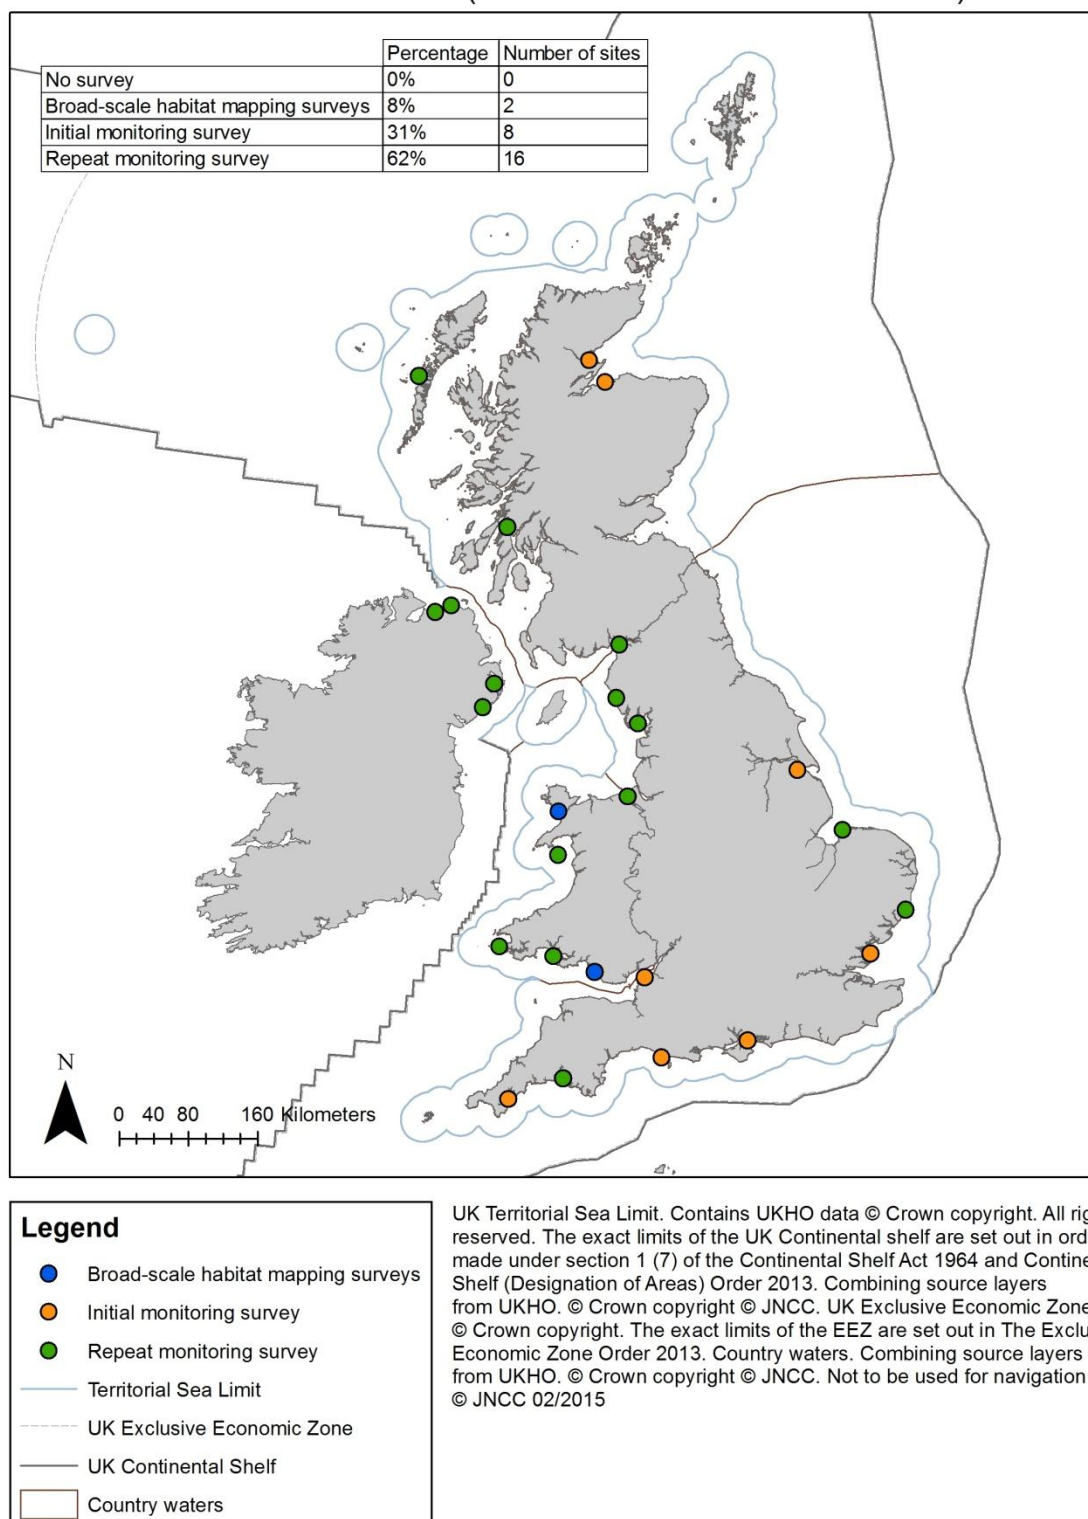 Percentage Number of sites
No survey 0% 0
Broad-scale habitat mapping surveys 8% 2
Initial monitoring survey 31% 8
Repeat monitoring survey 62% 16
N
0 40 80 160 Kilometers
Legend
Broad-scale habitat mapping surveys
Initial monitoring survey
Repeat monitoring survey
Territorial Sea Limit
UK Exclusive Economic Zone
UK Continental Shelf
Country waters
UK Territorial Sea Limit. Contains UKHO data © Crown copyright. All
reserved. The exact limits of the UK Continental shelf are set out in
made under section 1 (7) of the Continental Shelf Act 1964 and
Shelf (Designation of Areas) Order 2013. Combining source layers
from UKHO. © Crown copyright © JNCC. UK Exclusive Economic Zone
© Crown copyright. The exact limits of the EEZ are set out in The
Economic Zone Order 2013. Country waters. Combining source layers
from UKHO. © Crown copyright © JNCC. Not to be used for navigation
© JNCC 02/2015